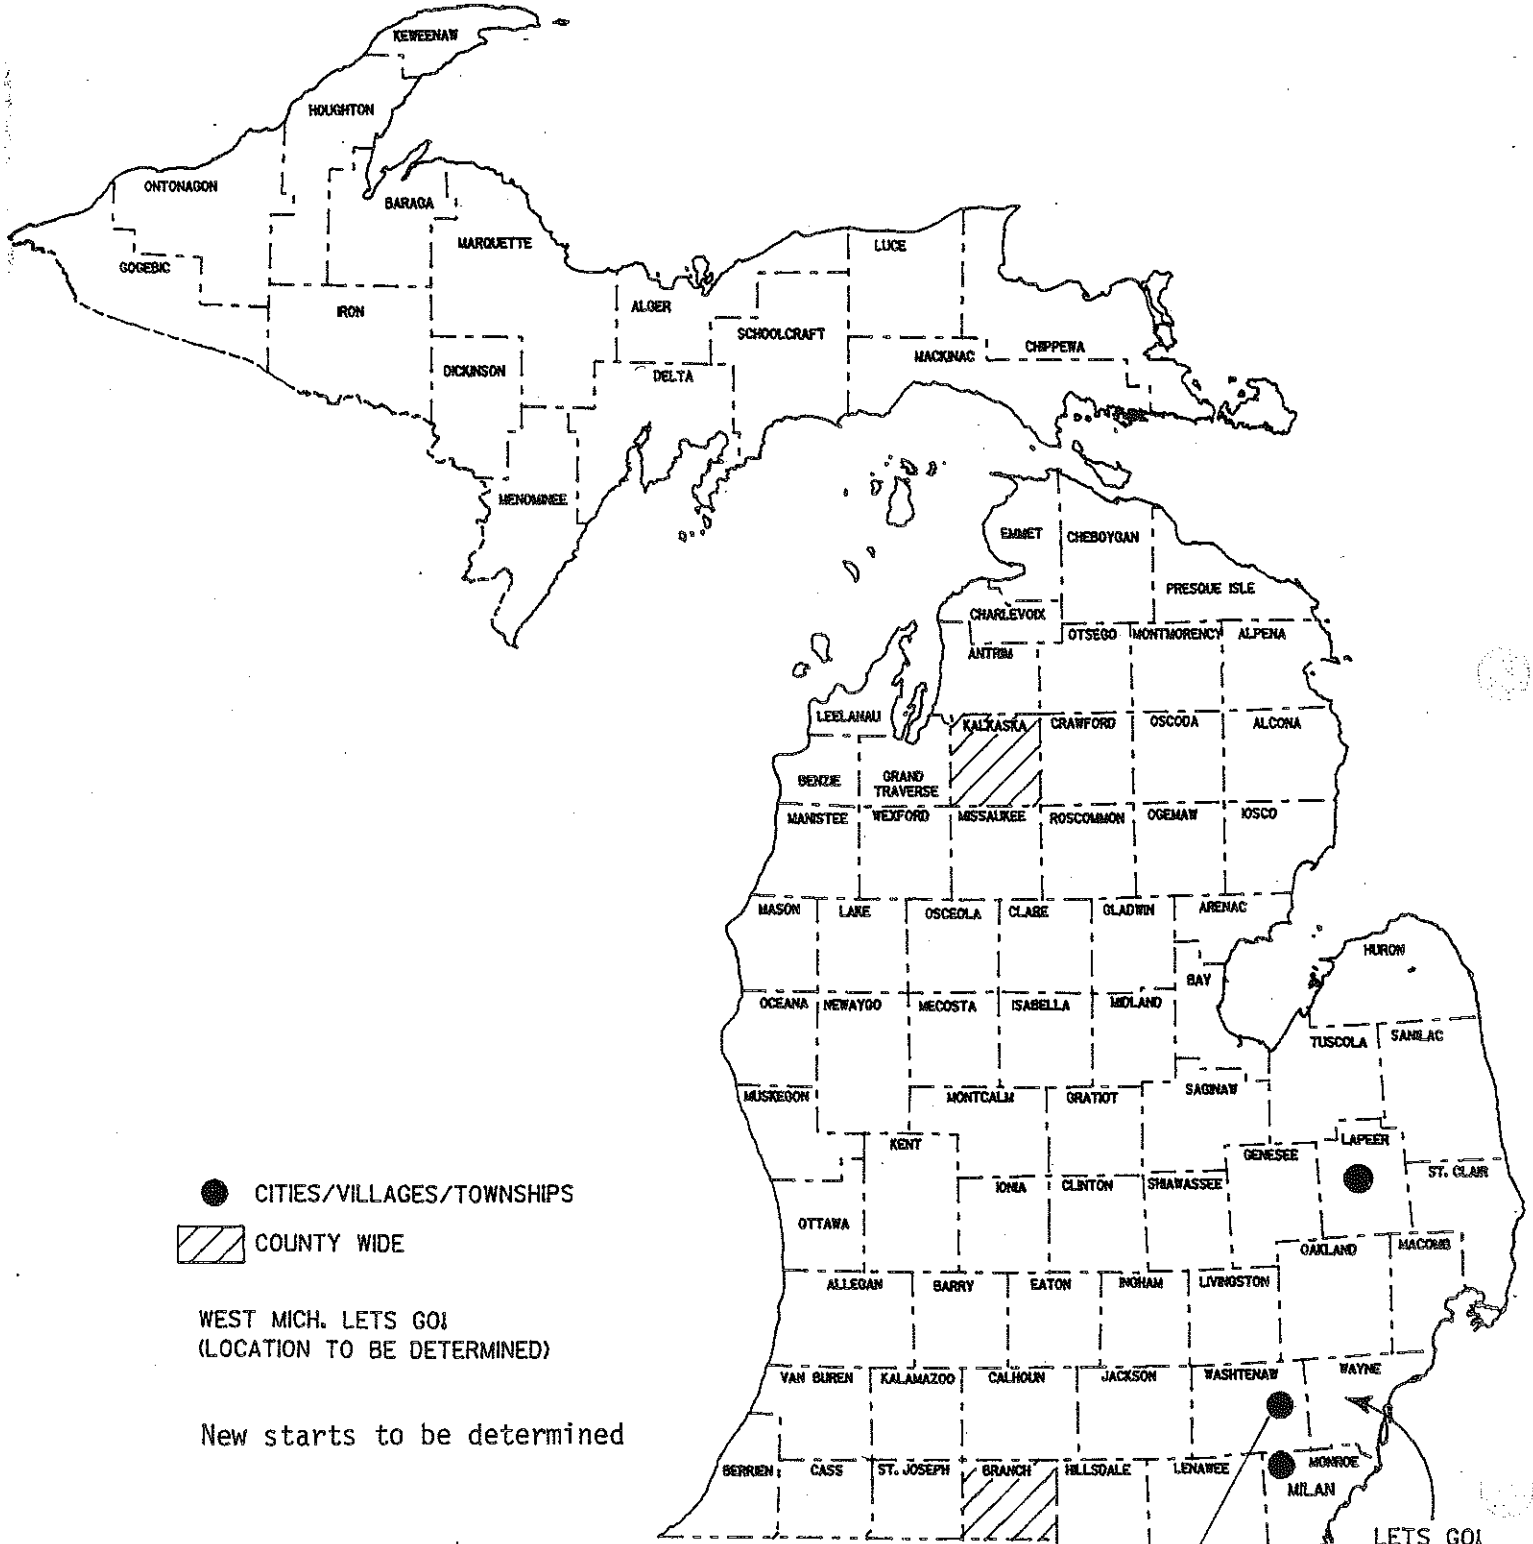 KEWEENAW
HOUGHTON
ONTONAGON
BARAGA
MARQUETTE
LUCE
GOGEBIC
IRON
ALGER
SCHOOLCRAFT
MACKINAC
CHIPPEWA
DICKINSON
DELTA
MENOMINEE
EMMET
CHEBOYGAN
PRESQUE ISLE
CHARLEVOIX
OTSEGO
MONTMORENCY
ALPENA
ANTRIM
LEELANAU
KALKASKA
CRAWFORD
OSCODA
ALCONA
BENZIE
GRAND
TRAVERSE
MANISTEE
WEXFORD
MISSAUKEE
ROSCOMMON
OGEMAW
IOSCO
MASON
LAKE
OSCEOLA
CLARE
GLADWIN
ARENAC
HURON
BAY
OCEANA
NEWAYGO
MECOSTA
ISABELLA
MIDLAND
TUSCOLA
SANILAC
MUSKEGON
MONTCALM
GRATIOT
SAGINAW
KENT
GENESEE
LAPEER
ST. CLAIR
IONIA
CLINTON
SHIAWASSEE
OTTAWA
OAKLAND
MACOMB
ALLEGAN
BARRY
EATON
INGHAM
LIVINGSTON
VAN BUREN
KALAMAZOO
CALHOUN
JACKSON
WASHTENAW
WAYNE
BERRIEN
CASS
ST. JOSEPH
BRANCH
HILLSDALE
LENAWEE
MONROE
MILAN
LETS GO!
CITIES/VILLAGES/TOWNSHIPS
COUNTY WIDE
WEST MICH. LETS GO!
(LOCATION TO BE DETERMINED)
New starts to be determined